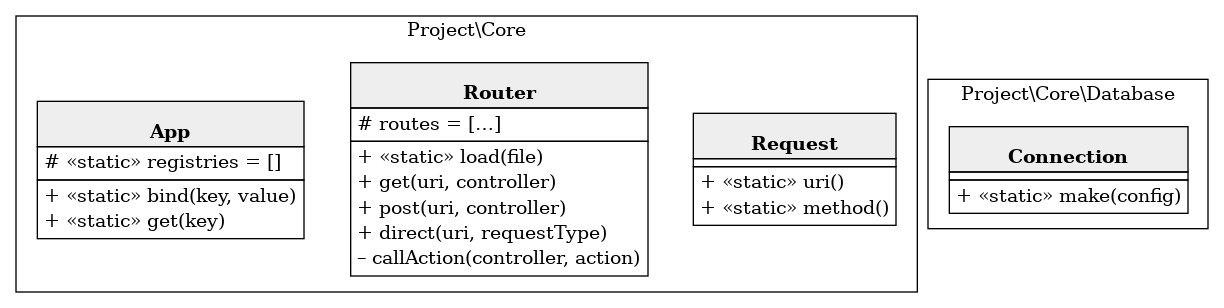 Project\Core
App
# registries = []
+ «static» bind(key, value)
+ «static» get(key)
Router
# routes = [...]
+ «static» load(file)
+ get(uri, controller)
+ post(uri, controller)
+ direct(uri, requestType)
– callAction(controller, action)
Request
+ «static» uri()
+ «static» method()
Project\Core\Database
Connection
+ «static» make(config)